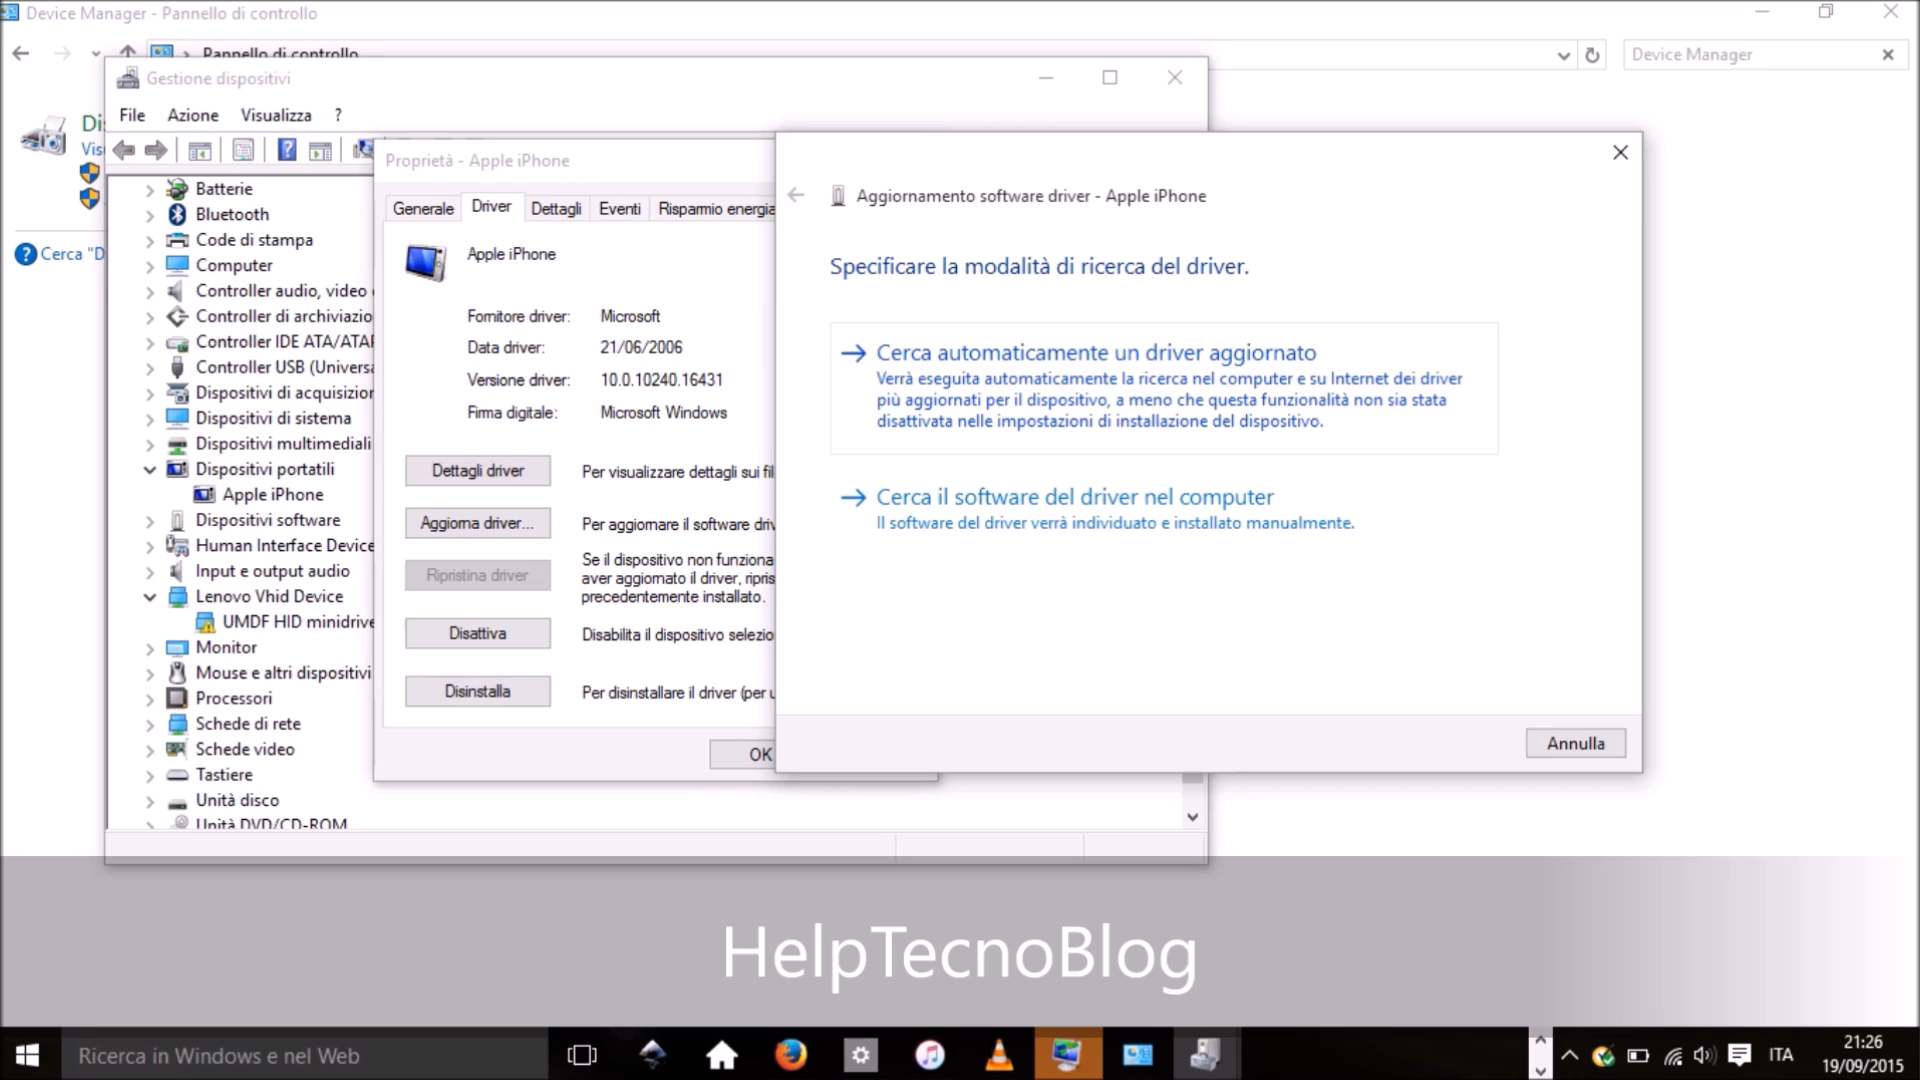 Device Manager - Pannello di controllo
Pannello di controllo
Device Manager
Gestione dispositivi
File Azione Visualizza ?
Cerca "D
Batterie
Bluetooth
Code di stampa
Computer
Controller audio, video
Controller di archiviazio
Controller IDE ATA/ATAP
Controller USB (Universa
Dispositivi di acquisizion
Dispositivi di sistema
Dispositivi multimediali
Dispositivi portatili
Apple iPhone
Dispositivi software
Human Interface Device
Input e output audio
Lenovo Vhid Device
UMDF HID minidrive
Monitor
Mouse e altri dispositivi
Processori
Schede di rete
Schede video
Tastiere
Unità disco
Unità DVD/CD-ROM
Proprietà - Apple iPhone
Generale Driver Dettagli Eventi Risparmio energia
Apple iPhone
Fornitore driver: Microsoft
Data driver: 21/06/2006
Versione driver: 10.0.10240.16431
Firma digitale: Microsoft Windows
Dettagli driver Per visualizzare dettagli sui fil
Aggiorna driver... Per aggiornare il software driv
Ripristina driver Se il dispositivo non funziona
aver aggiornato il driver, ripris
precedentemente installato.
Disattiva Disabilita il dispositivo selezio
Disinstalla Per disinstallare il driver (per u
OK
Aggiornamento software driver - Apple iPhone
Specificare la modalità di ricerca del driver.
Cerca automaticamente un driver aggiornato
Verrà eseguita automaticamente la ricerca nel computer e su Internet dei driver
più aggiornati per il dispositivo, a meno che questa funzionalità non sia stata
disattivata nelle impostazioni di installazione del dispositivo.
Cerca il software del driver nel computer
Il software del driver verrà individuato e installato manualmente.
Annulla
HelpTecnoBlog
Ricerca in Windows e nel Web
ITA
21:26
19/09/2015